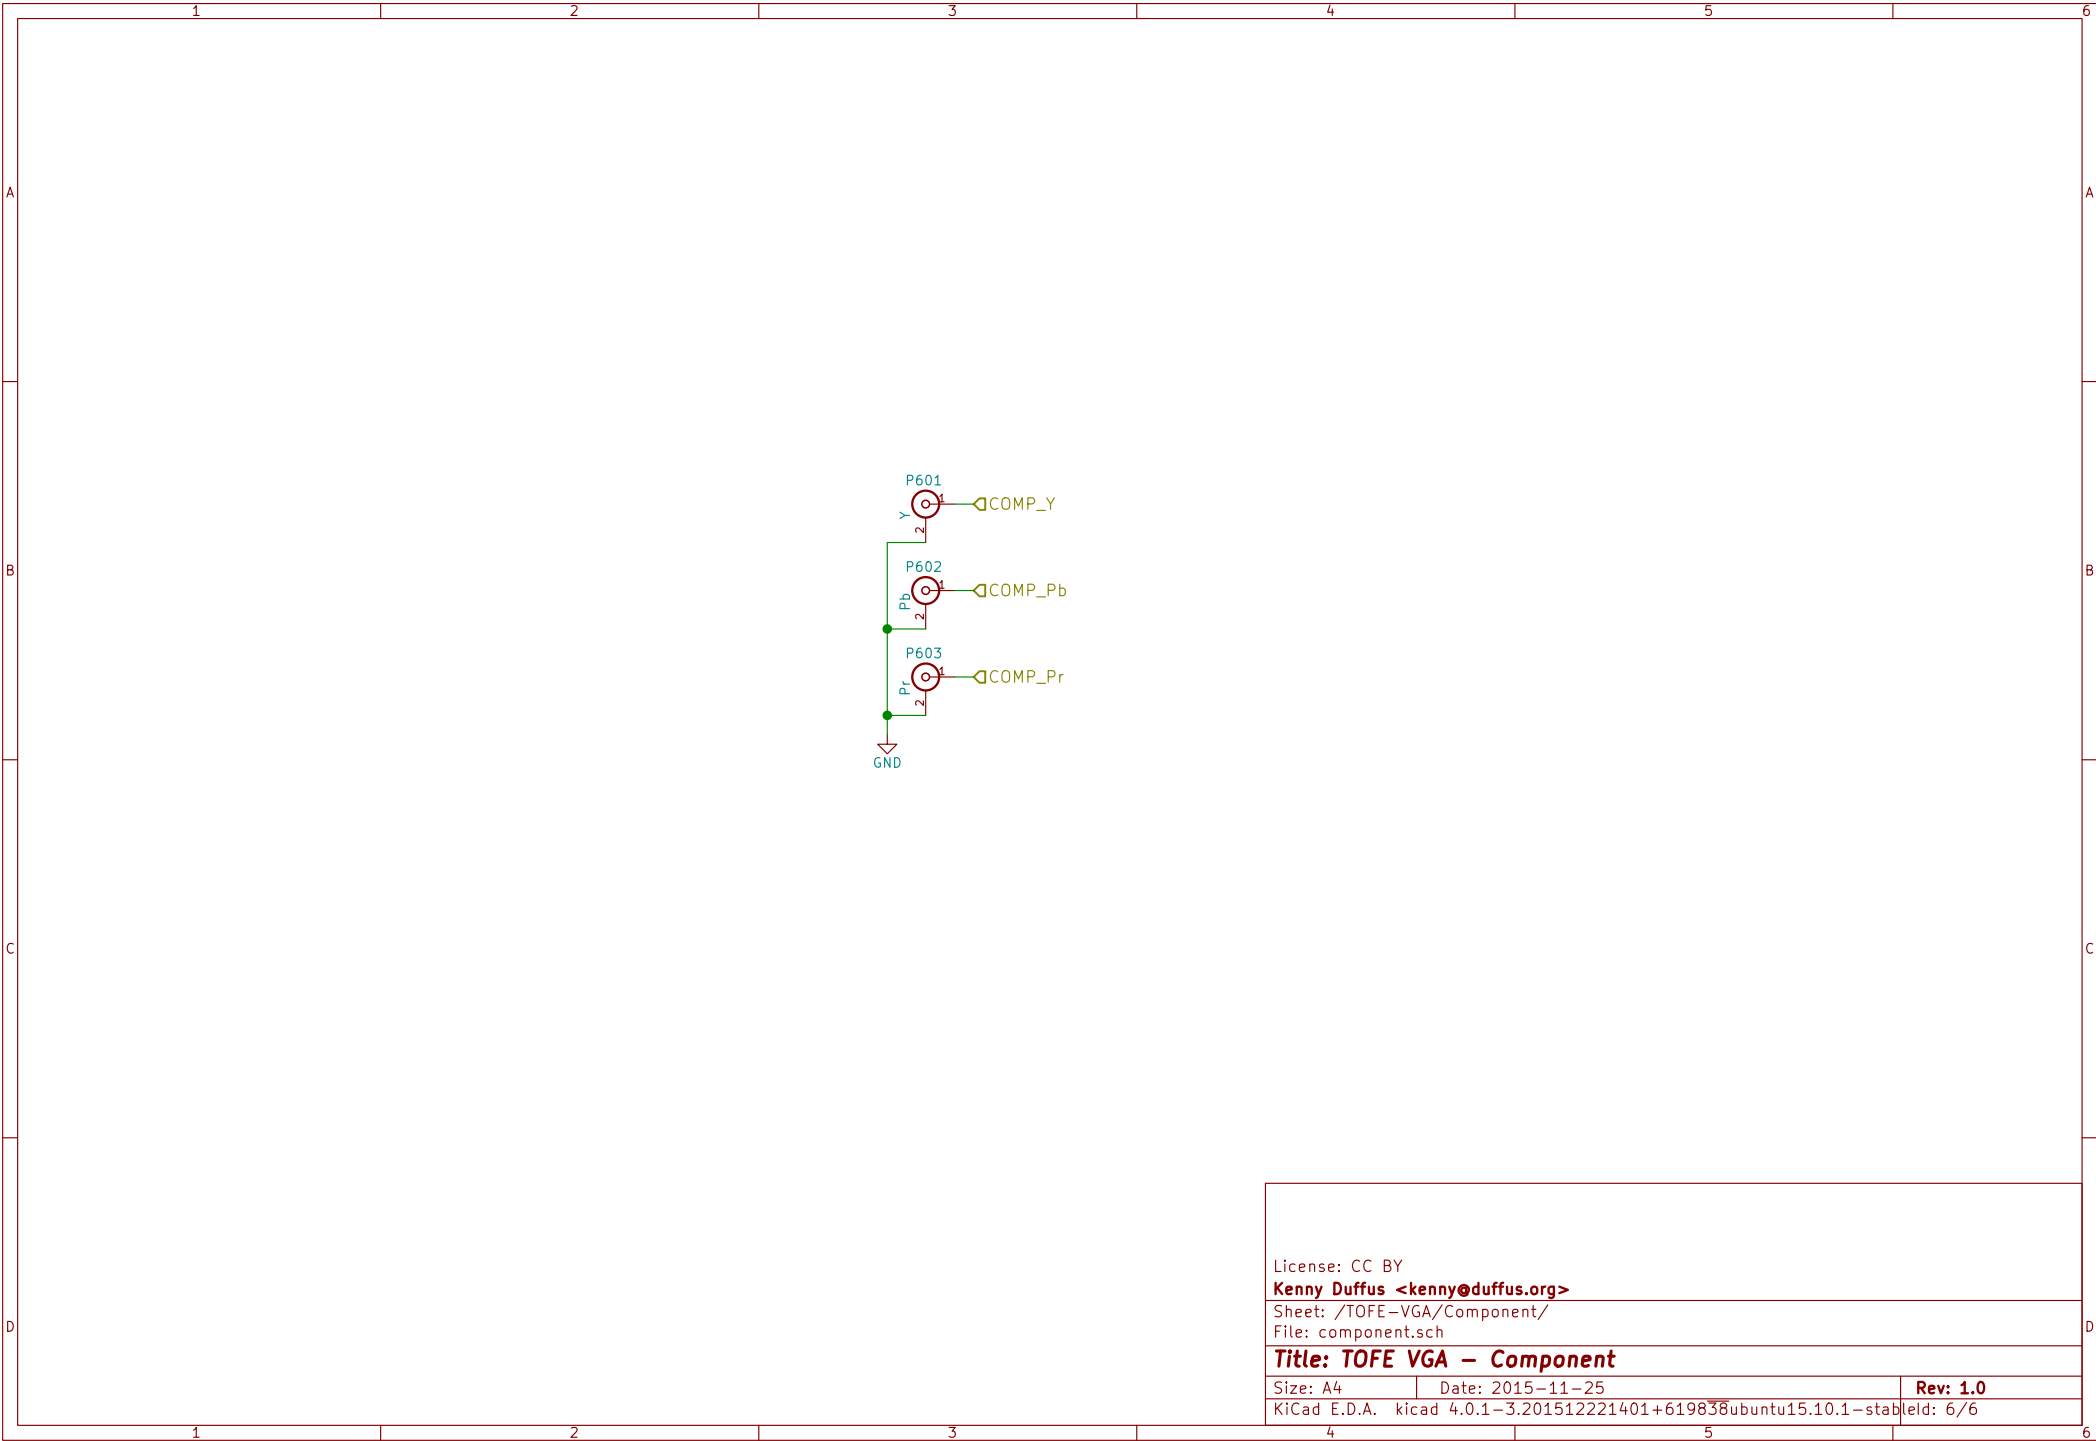 1 2 3 4 5 6
A A
P601
1 COMP_Y
Y
2
B B
P602
1 COMP_Pb
Pb
2
P603
1 COMP_Pr
Pr
2
GND
C C
License: CC BY
Kenny Duffus <kenny@duffus.org>
Sheet: /TOFE-VGA/Component/
D D
File: component.sch
Title: TOFE VGA - Component
Size: A4 Date: 2015-11-25 Rev: 1.0
KiCad E.D.A. kicad 4.0.1-3.201512221401+619838ubuntu15.10.1-stable Id: 6/6
1 2 3 4 5 6